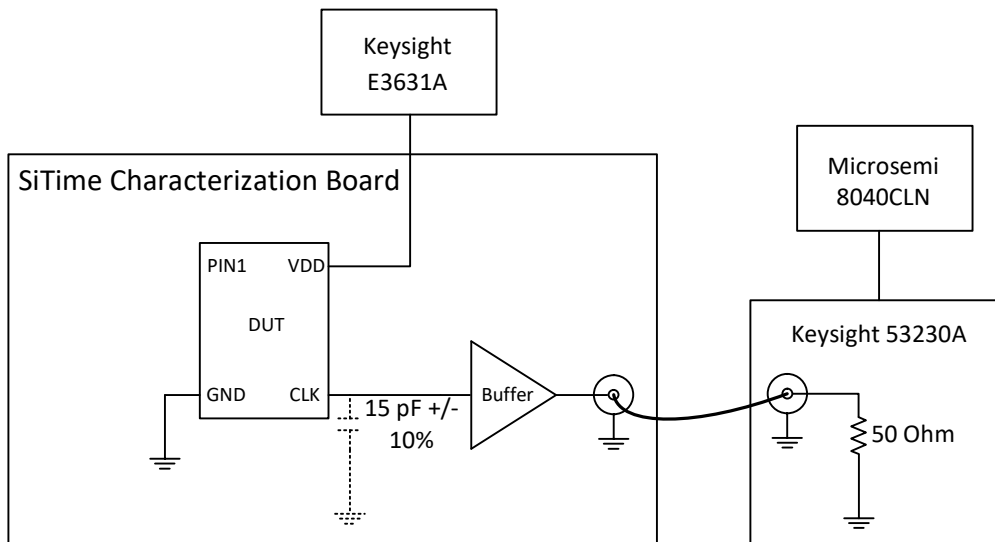 Keysight
E3631A
SiTime Characterization Board
Microsemi
8040CLN
PIN1
VDD
DUT
GND
CLK
15 pF +/-
10%
Buffer
Keysight 53230A
50 Ohm